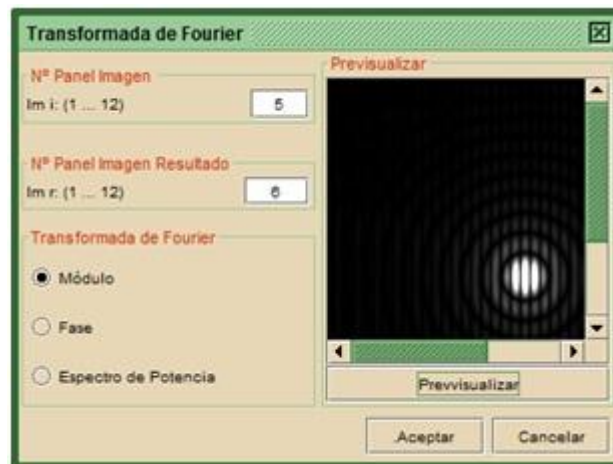 Transformada de Fourier
Nº Panel Imagen
Im i: (1 ... 12)
5
Nº Panel Imagen Resultado
Im r: (1 ... 12)
6
Transformada de Fourier
Módulo
Fase
Espectro de Potencia
Previsualizar
Prevvisualizar
Aceptar
Cancelar